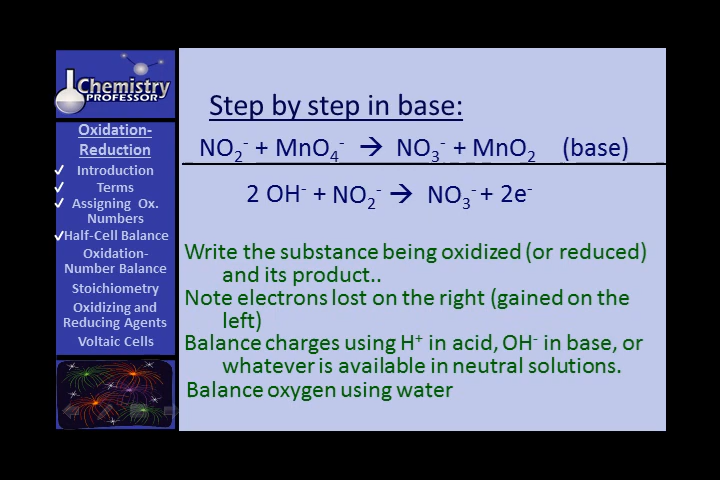 Chemistry
PROFESSOR
Oxidation-
Reduction
✓ Introduction
✓ Terms
✓ Assigning Ox.
Numbers
✓Half-Cell Balance
Oxidation-
Number Balance
Stoichiometry
Oxidizing and
Reducing Agents
Voltaic Cells
Step by step in base:
NO₂⁻ + MnO₄⁻ → NO₃⁻ + MnO₂ (base)
2 OH⁻ + NO₂⁻ → NO₃⁻ + 2e⁻
Write the substance being oxidized (or reduced)
and its product..
Note electrons lost on the right (gained on the
left)
Balance charges using H⁺ in acid, OH⁻ in base, or
whatever is available in neutral solutions.
Balance oxygen using water